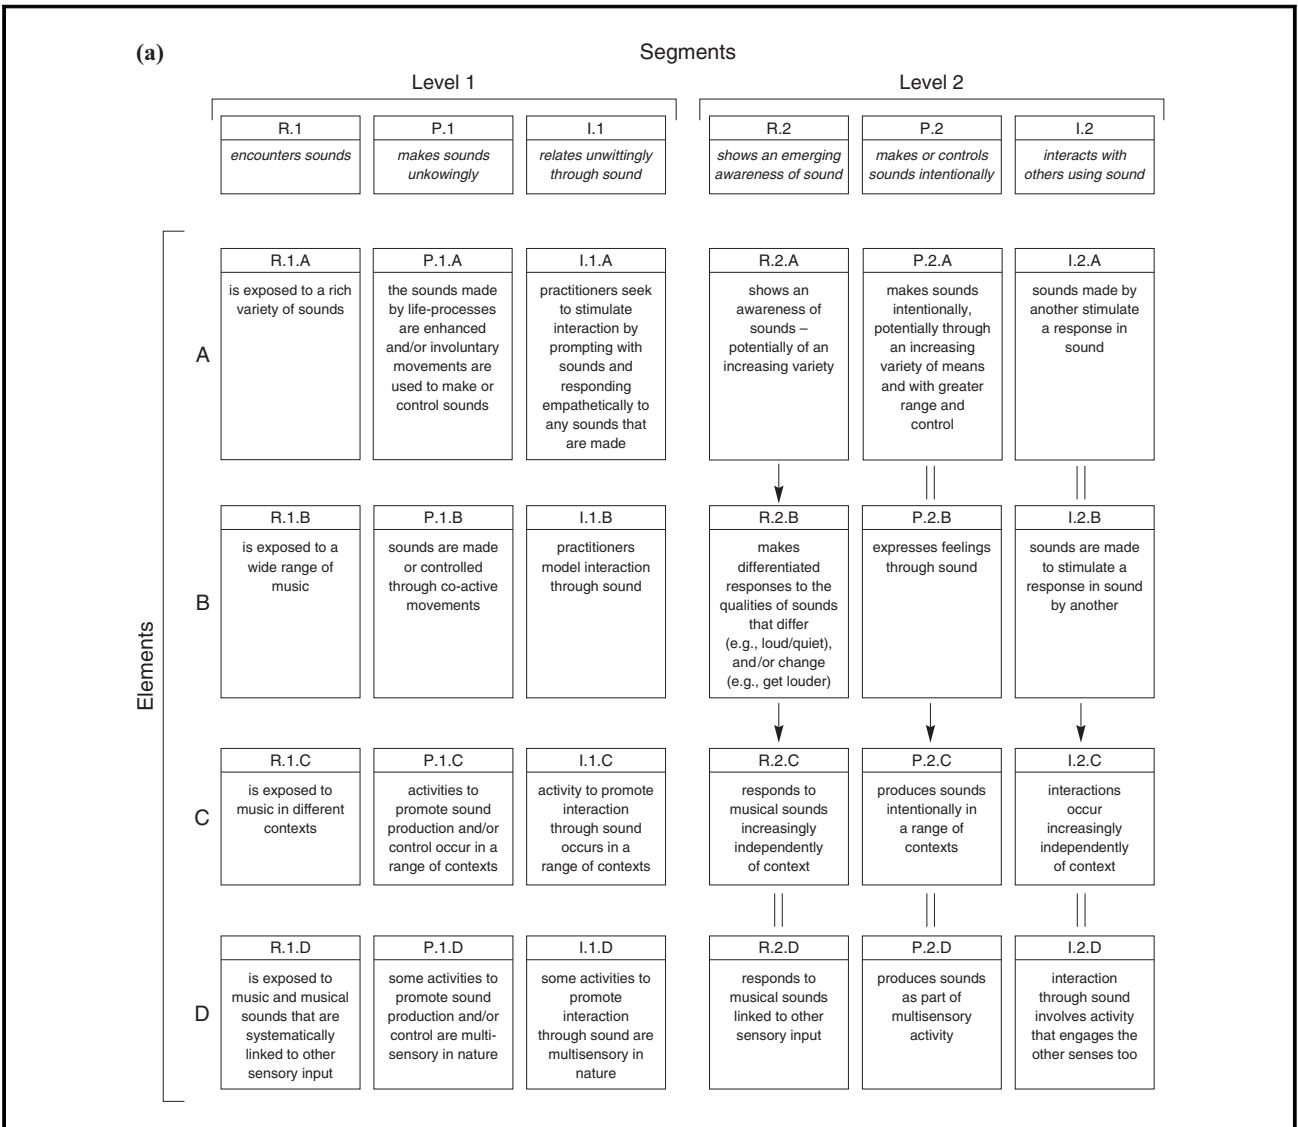 (a)
Segments
Level 1
Level 2
R.1
encounters sounds
P.1
makes sounds
unkowingly
I.1
relates unwittingly
through sound
R.2
shows an emerging
awareness of sound
P.2
makes or controls
sounds intentionally
I.2
interacts with
others using sound
Elements
A
R.1.A
is exposed to a rich
variety of sounds
P.1.A
the sounds made
by life-processes
are enhanced
and/or involuntary
movements are
used to make or
control sounds
I.1.A
practitioners seek
to stimulate
interaction by
prompting with
sounds and
responding
empathetically to
any sounds that
are made
R.2.A
shows an
awareness of
sounds –
potentially of an
increasing variety
P.2.A
makes sounds
intentionally,
potentially through
an increasing
variety of means
and with greater
range and
control
I.2.A
sounds made by
another stimulate
a response in
sound
B
R.1.B
is exposed to a
wide range of
music
P.1.B
sounds are made
or controlled
through co-active
movements
I.1.B
practitioners
model interaction
through sound
R.2.B
makes
differentiated
responses to the
qualities of sounds
that differ
(e.g., loud/quiet),
and/or change
(e.g., get louder)
P.2.B
expresses feelings
through sound
I.2.B
sounds are made
to stimulate a
response in sound
by another
C
R.1.C
is exposed to
music in different
contexts
P.1.C
activities to
promote sound
production and/or
control occur in a
range of contexts
I.1.C
activity to promote
interaction
through sound
occurs in a
range of contexts
R.2.C
responds to
musical sounds
increasingly
independently
of context
P.2.C
produces sounds
intentionally in
a range of
contexts
I.2.C
interactions
occur
increasingly
independently
of context
D
R.1.D
is exposed to
music and musical
sounds that are
systematically
linked to other
sensory input
P.1.D
some activities to
promote sound
production and/or
control are multi-
sensory in nature
I.1.D
some activities to
promote
interaction
through sound are
multisensory in
nature
R.2.D
responds to
musical sounds
linked to other
sensory input
P.2.D
produces sounds
as part of
multisensory
activity
I.2.D
interaction
through sound
involves activity
that engages the
other senses too